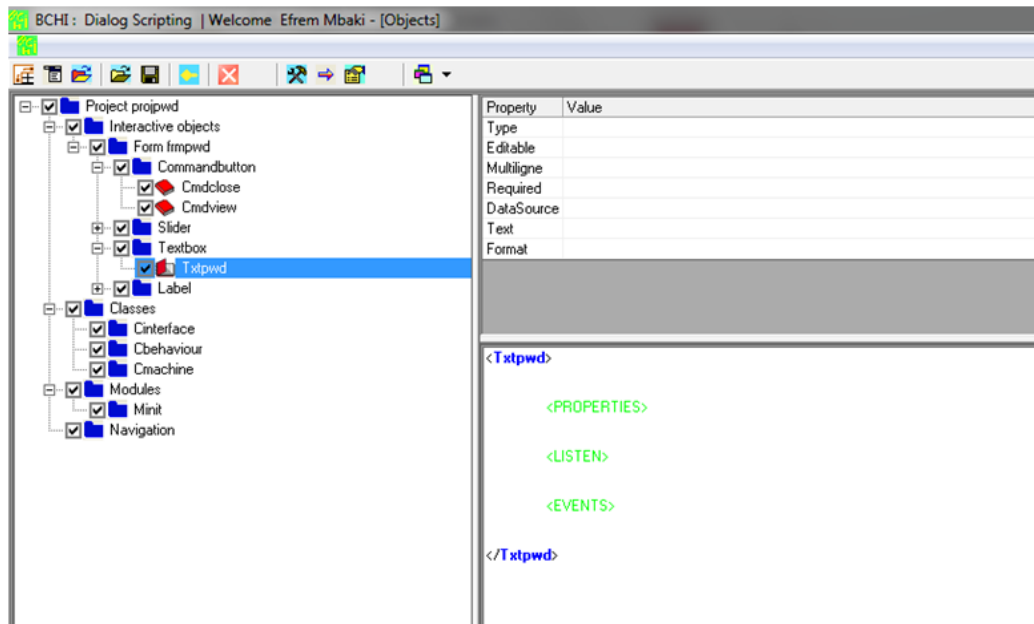 BCHI : Dialog Scripting | Welcome Efrem Mbaki - [Objects]
Project projpwd
Interactive objects
Form frmpwd
Commandbutton
Cmdclose
Cmdview
Slider
Textbox
Txtpwd
Label
Classes
Cinterface
Cbehaviour
Cmachine
Modules
Minit
Navigation
Property Value
Type
Editable
Multiligne
Required
DataSource
Text
Format
<Txtpwd>
<PROPERTIES>
<LISTEN>
<EVENTS>
</Txtpwd>